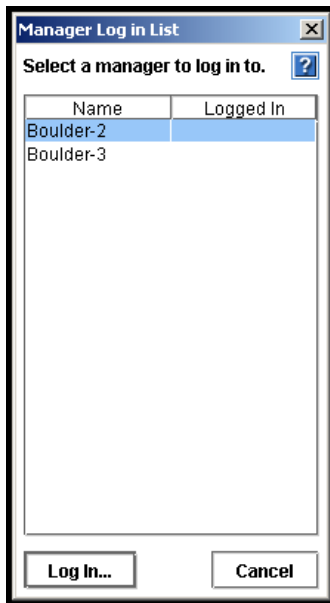 Manager Log in List
Select a manager to log in to. ?
Name Logged In
Boulder-2
Boulder-3
Log In... Cancel